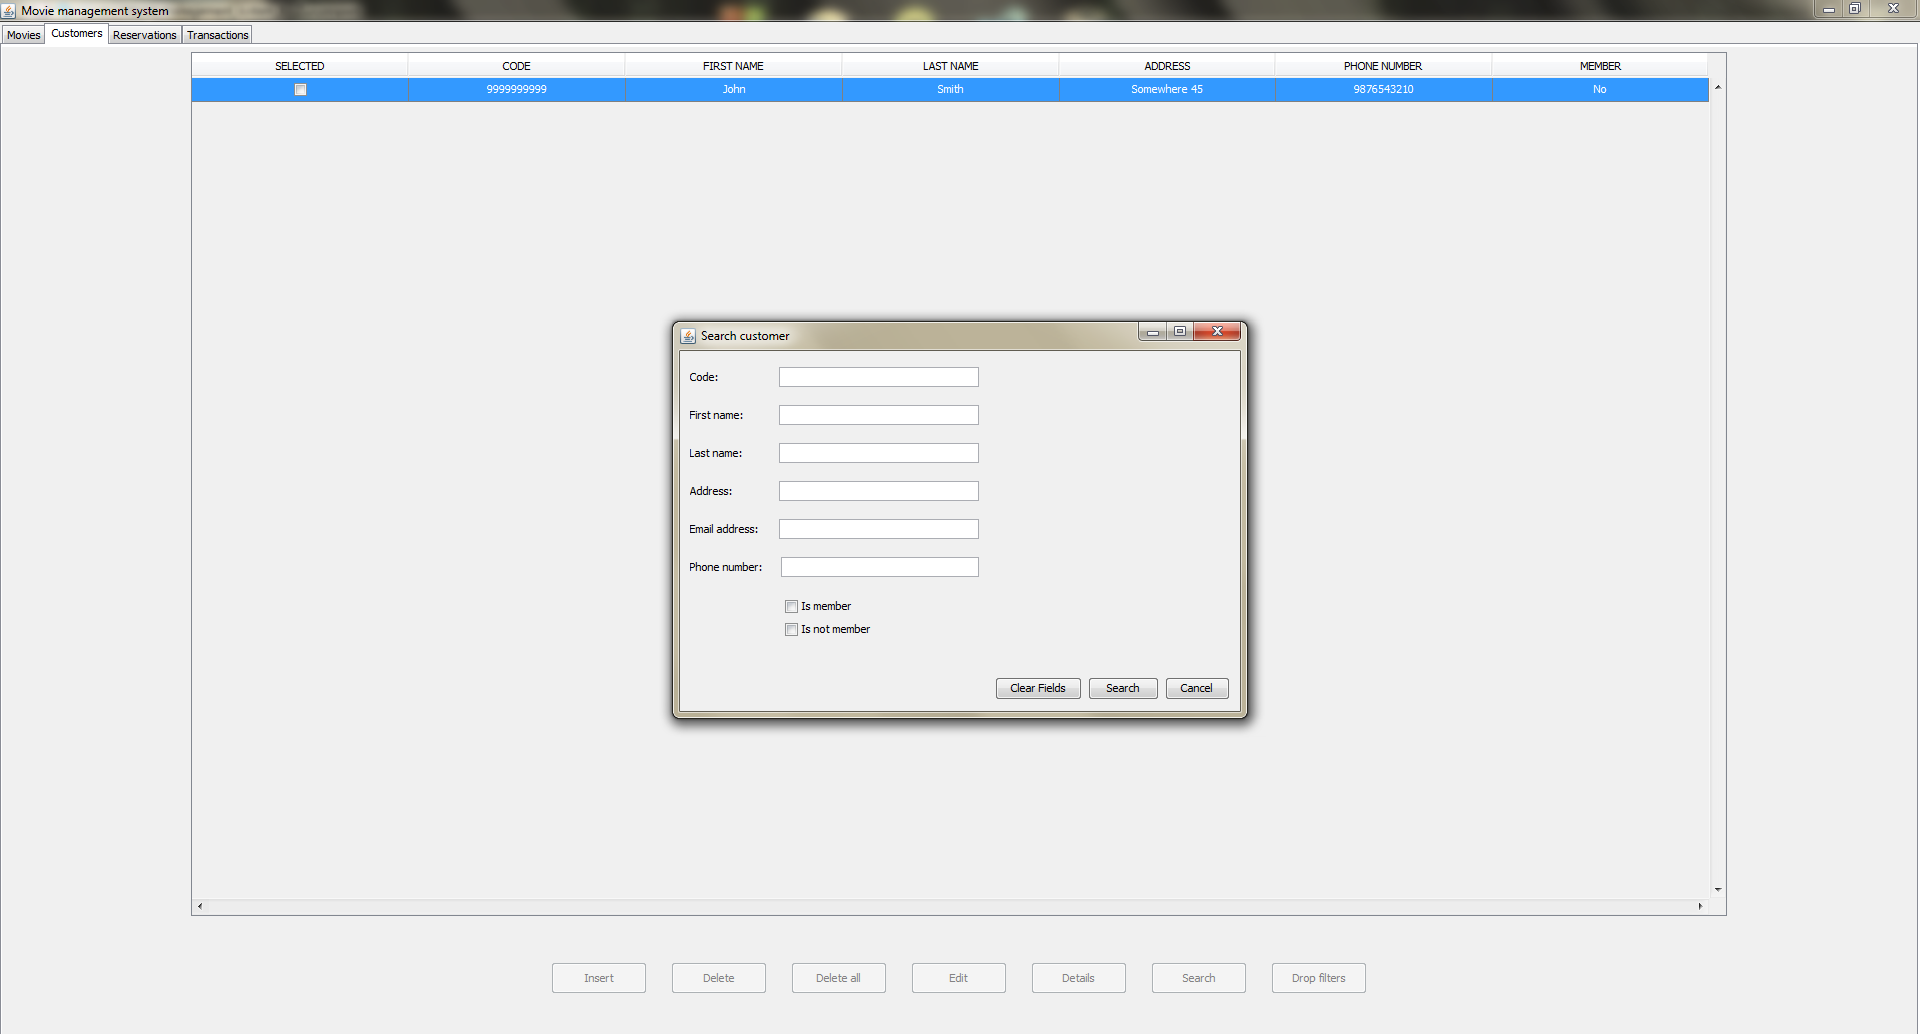 Movie management system
Movies Customers Reservations Transactions
SELECTED CODE FIRST NAME LAST NAME ADDRESS PHONE NUMBER MEMBER
9999999999 John Smith Somewhere 45 9876543210 No
Search customer
Code:
First name:
Last name:
Address:
Email address:
Phone number:
Is member
Is not member
Clear Fields Search Cancel
Insert Delete Delete all Edit Details Search Drop filters